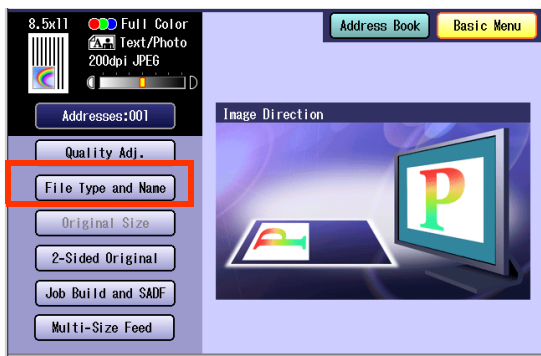 8.5x11
Full Color
Text/Photo
200dpi JPEG
D
Addresses:001
Address Book
Basic Menu
Quality Adj.
File Type and Name
Original Size
2-Sided Original
Job Build and SADF
Multi-Size Feed
Image Direction
P
P